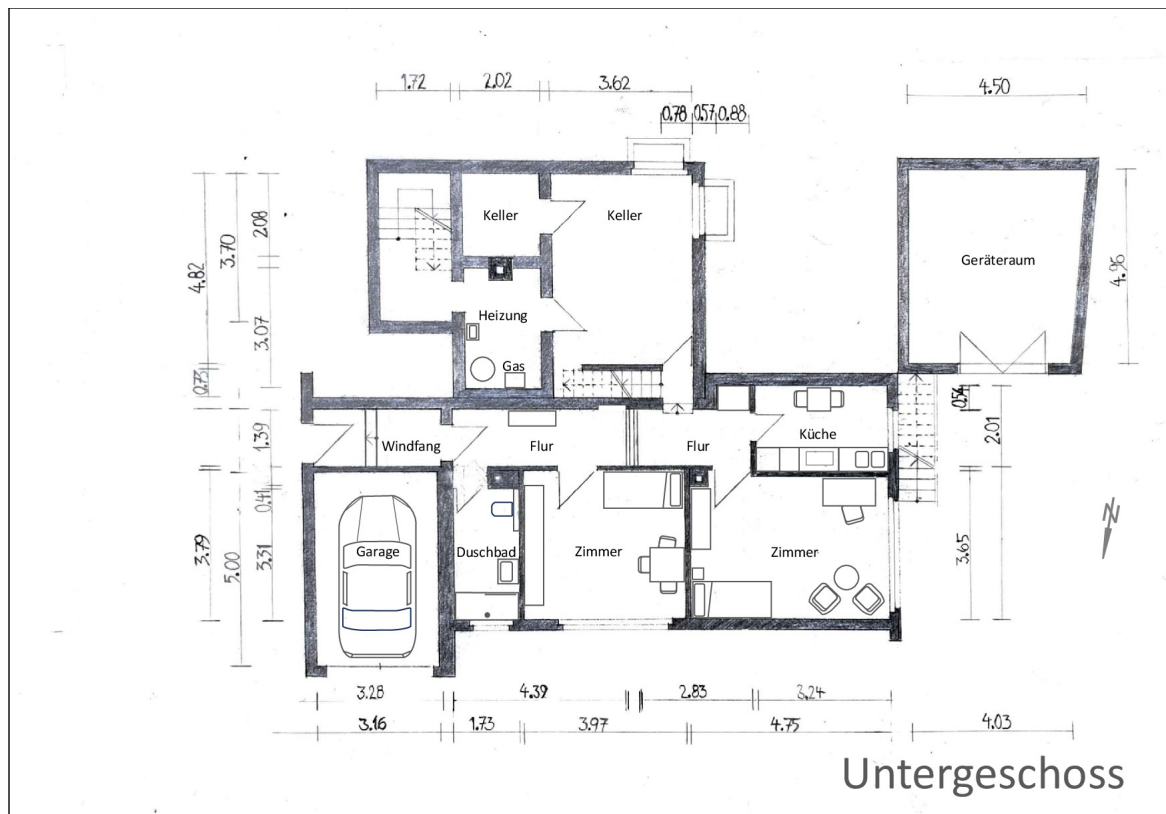 1.72 2.02 3.62 4.50
0.78 0.57 0.88
4.82 3.70 2.08
Keller Keller
Geräteraum
4.96
Heizung
3.07
Gas
0.73
0.54
2.01
1.39
Windfang Flur Flur Küche
N
0.41
3.79 5.00 3.31
Garage Duschbad Zimmer Zimmer
3.65
3.28 4.39 2.83 3.24
3.16 1.73 3.97 4.75 4.03
Untergeschoss